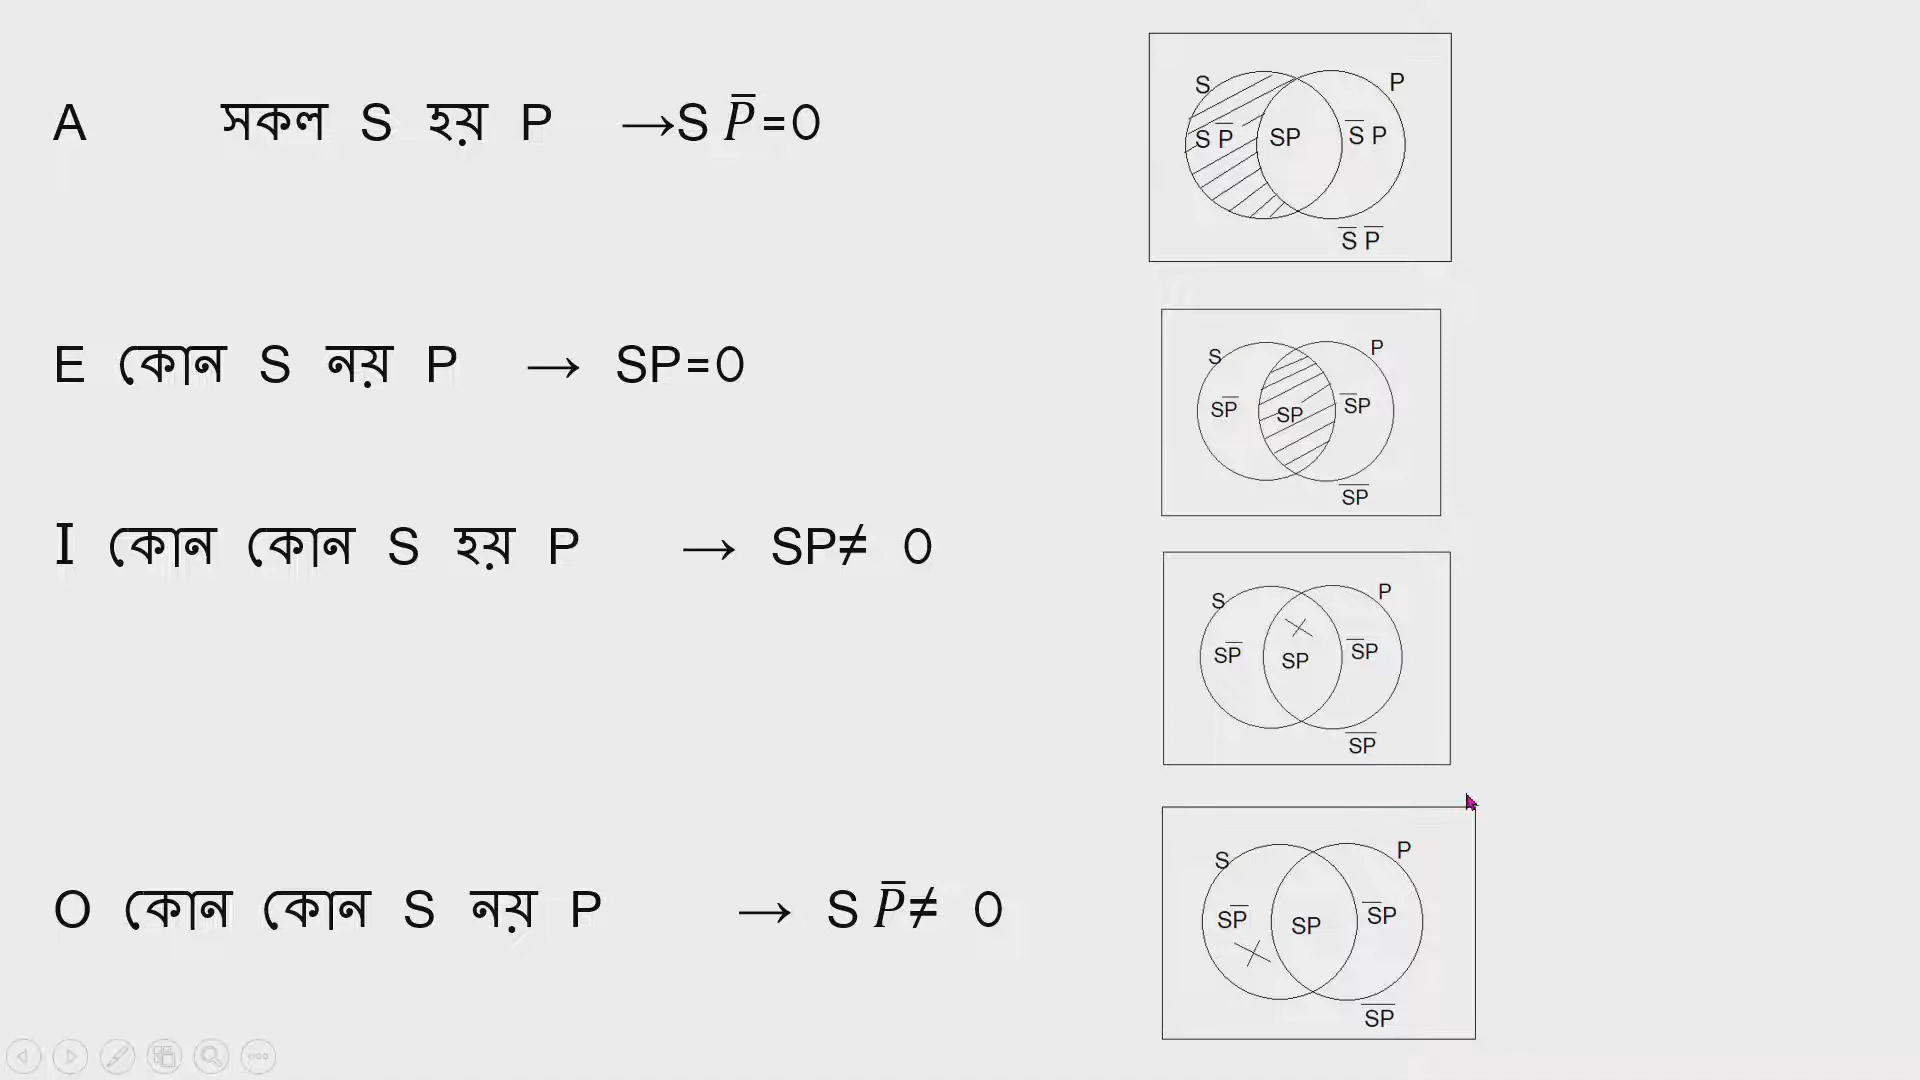 A সকল S হয় P →S P̅=0
S P
S P̅ SP S̅ P
S̅ P̅
E কোন S নয় P → SP=0
S P
SP̅ SP S̅P
S̅P̅
I কোন কোন S হয় P → SP≠ 0
S P
SP̅ SP S̅P
S̅P̅
O কোন কোন S নয় P → S P̅≠ 0
S P
SP̅ SP S̅P
S̅P̅